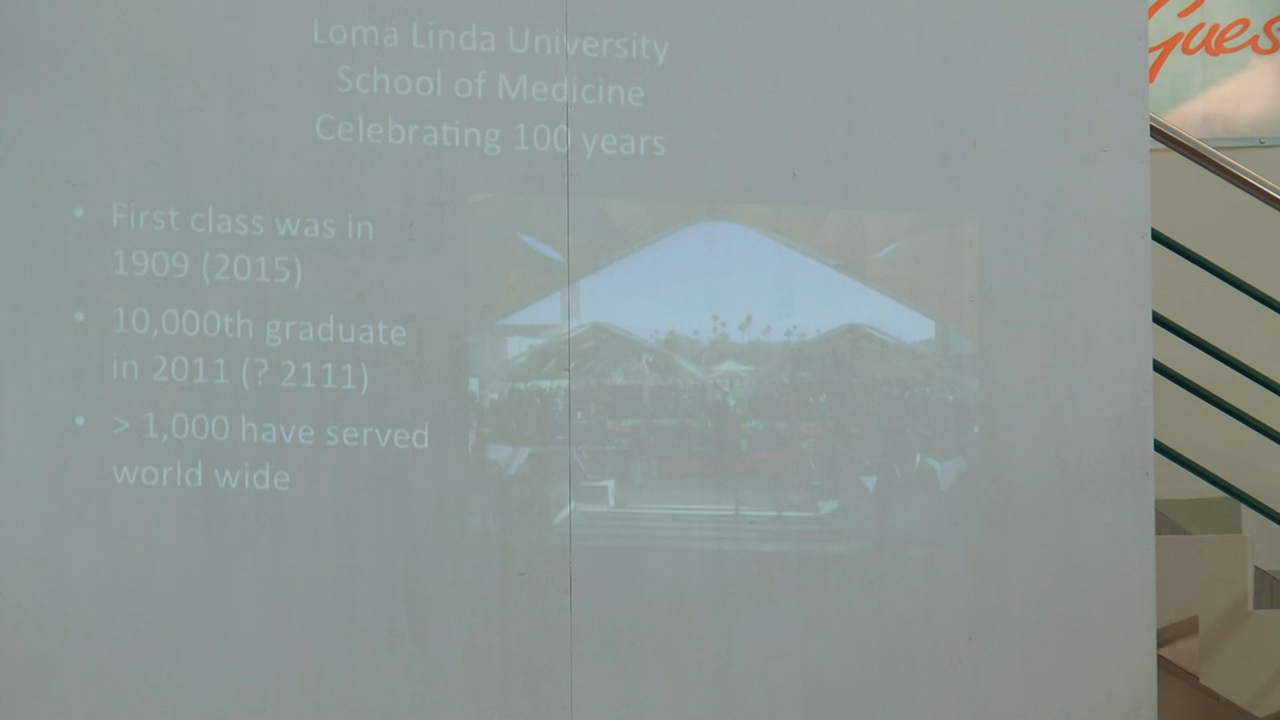 Loma Linda University
School of Medicine
Celebrating 100 years
• First class was in
1909 (2015)
• 10,000th graduate
in 2011 (? 2111)
• > 1,000 have served
world wide
Gues